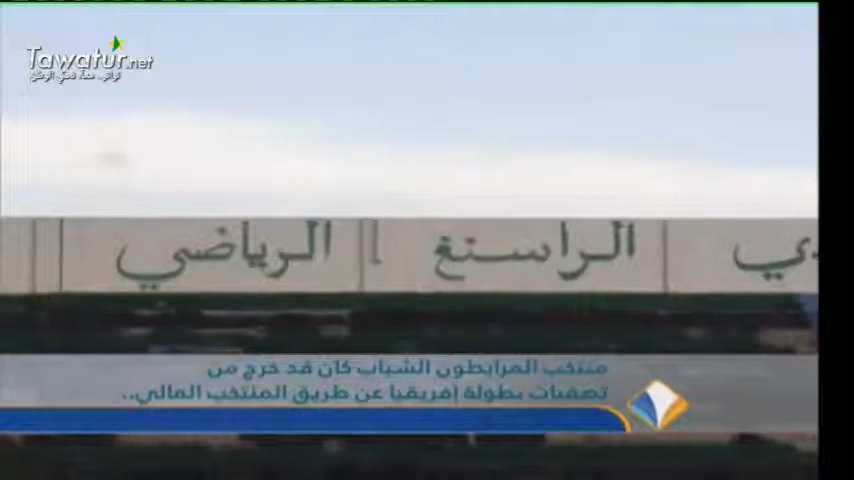 Tawatur.net
الراسنغ الرياضي
منتخب المرابطون الشباب كان قد خرج من
تصفيات بطولة إفريقيا عن طريق المنتخب المالي..